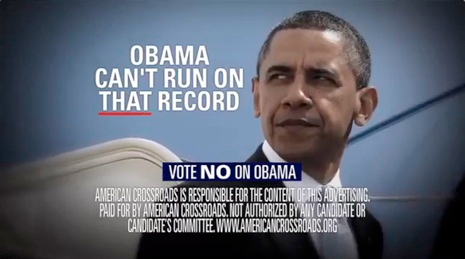 OBAMA
CAN'T RUN ON
THAT RECORD
VOTE NO ON OBAMA
AMERICAN CROSSROADS IS RESPONSIBLE FOR THE CONTENT OF THIS ADVERTISING.
PAID FOR BY AMERICAN CROSSROADS. NOT AUTHORIZED BY ANY CANDIDATE OR
CANDIDATE'S COMMITTEE. WWW.AMERICANCROSSROADS.ORG